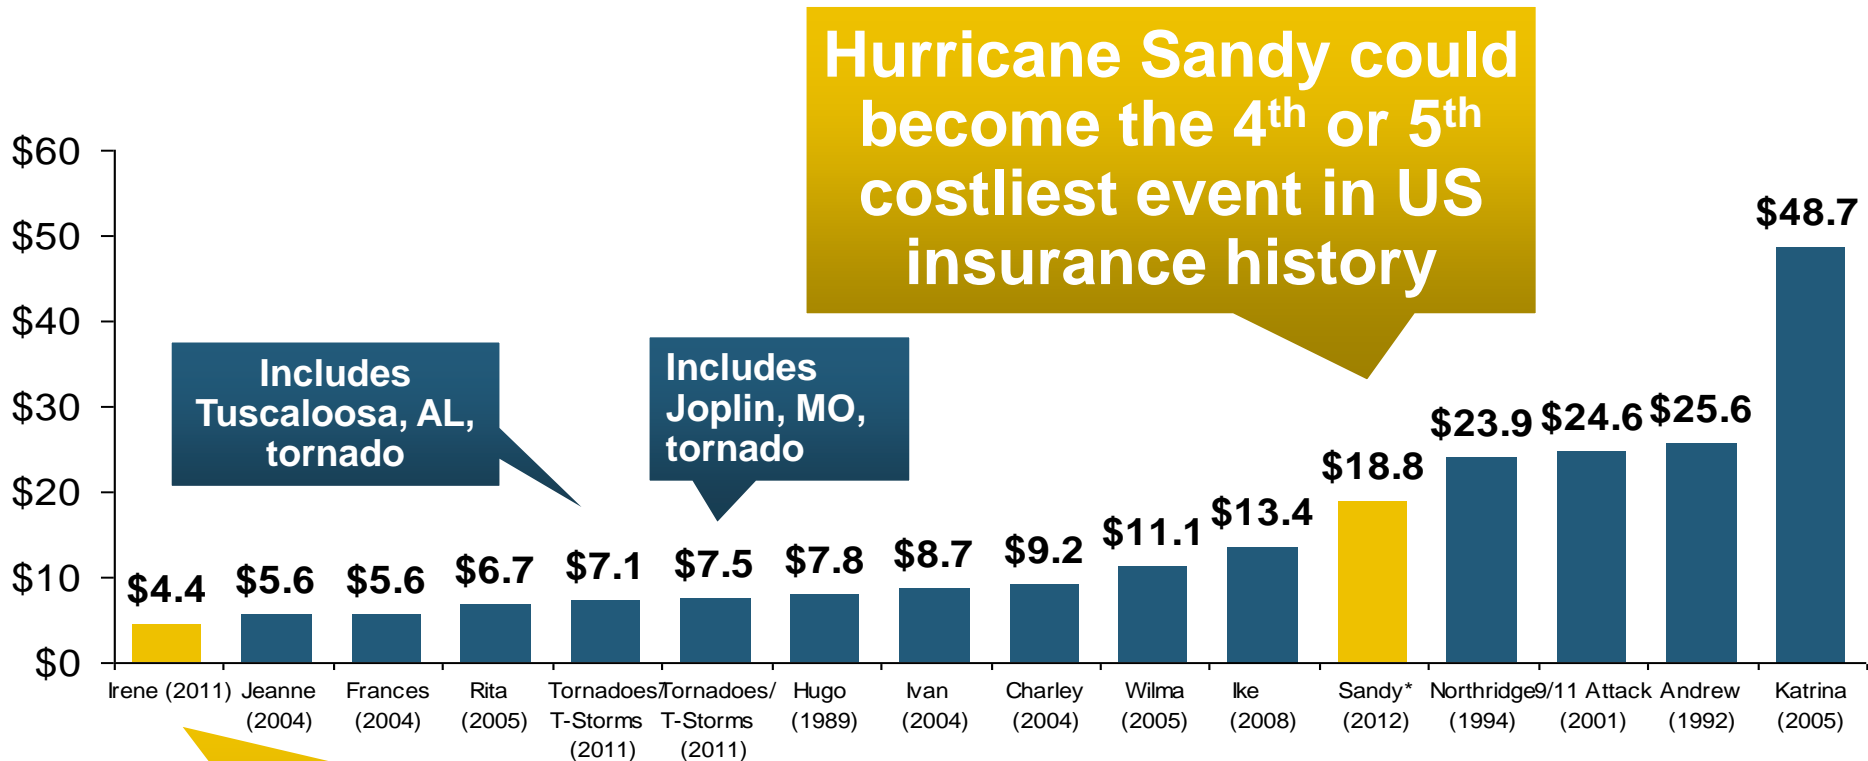 Hurricane Sandy could
become the 4th or 5th
costliest event in US
insurance history
$60
$50
$40
$30
$20
$10
$0
Includes
Tuscaloosa, AL,
tornado
Includes
Joplin, MO,
tornado
$4.4
$5.6
$5.6
$6.7
$7.1
$7.5
$7.8
$8.7
$9.2
$11.1
$13.4
$18.8
$23.9
$24.6
$25.6
$48.7
Irene (2011)
Jeanne
(2004)
Frances
(2004)
Rita
(2005)
Tornadoes/
T-Storms
(2011)
Tornadoes/
T-Storms
(2011)
Hugo
(1989)
Ivan
(2004)
Charley
(2004)
Wilma
(2005)
Ike
(2008)
Sandy*
(2012)
Northridge
(1994)
9/11 Attack
(2001)
Andrew
(1992)
Katrina
(2005)